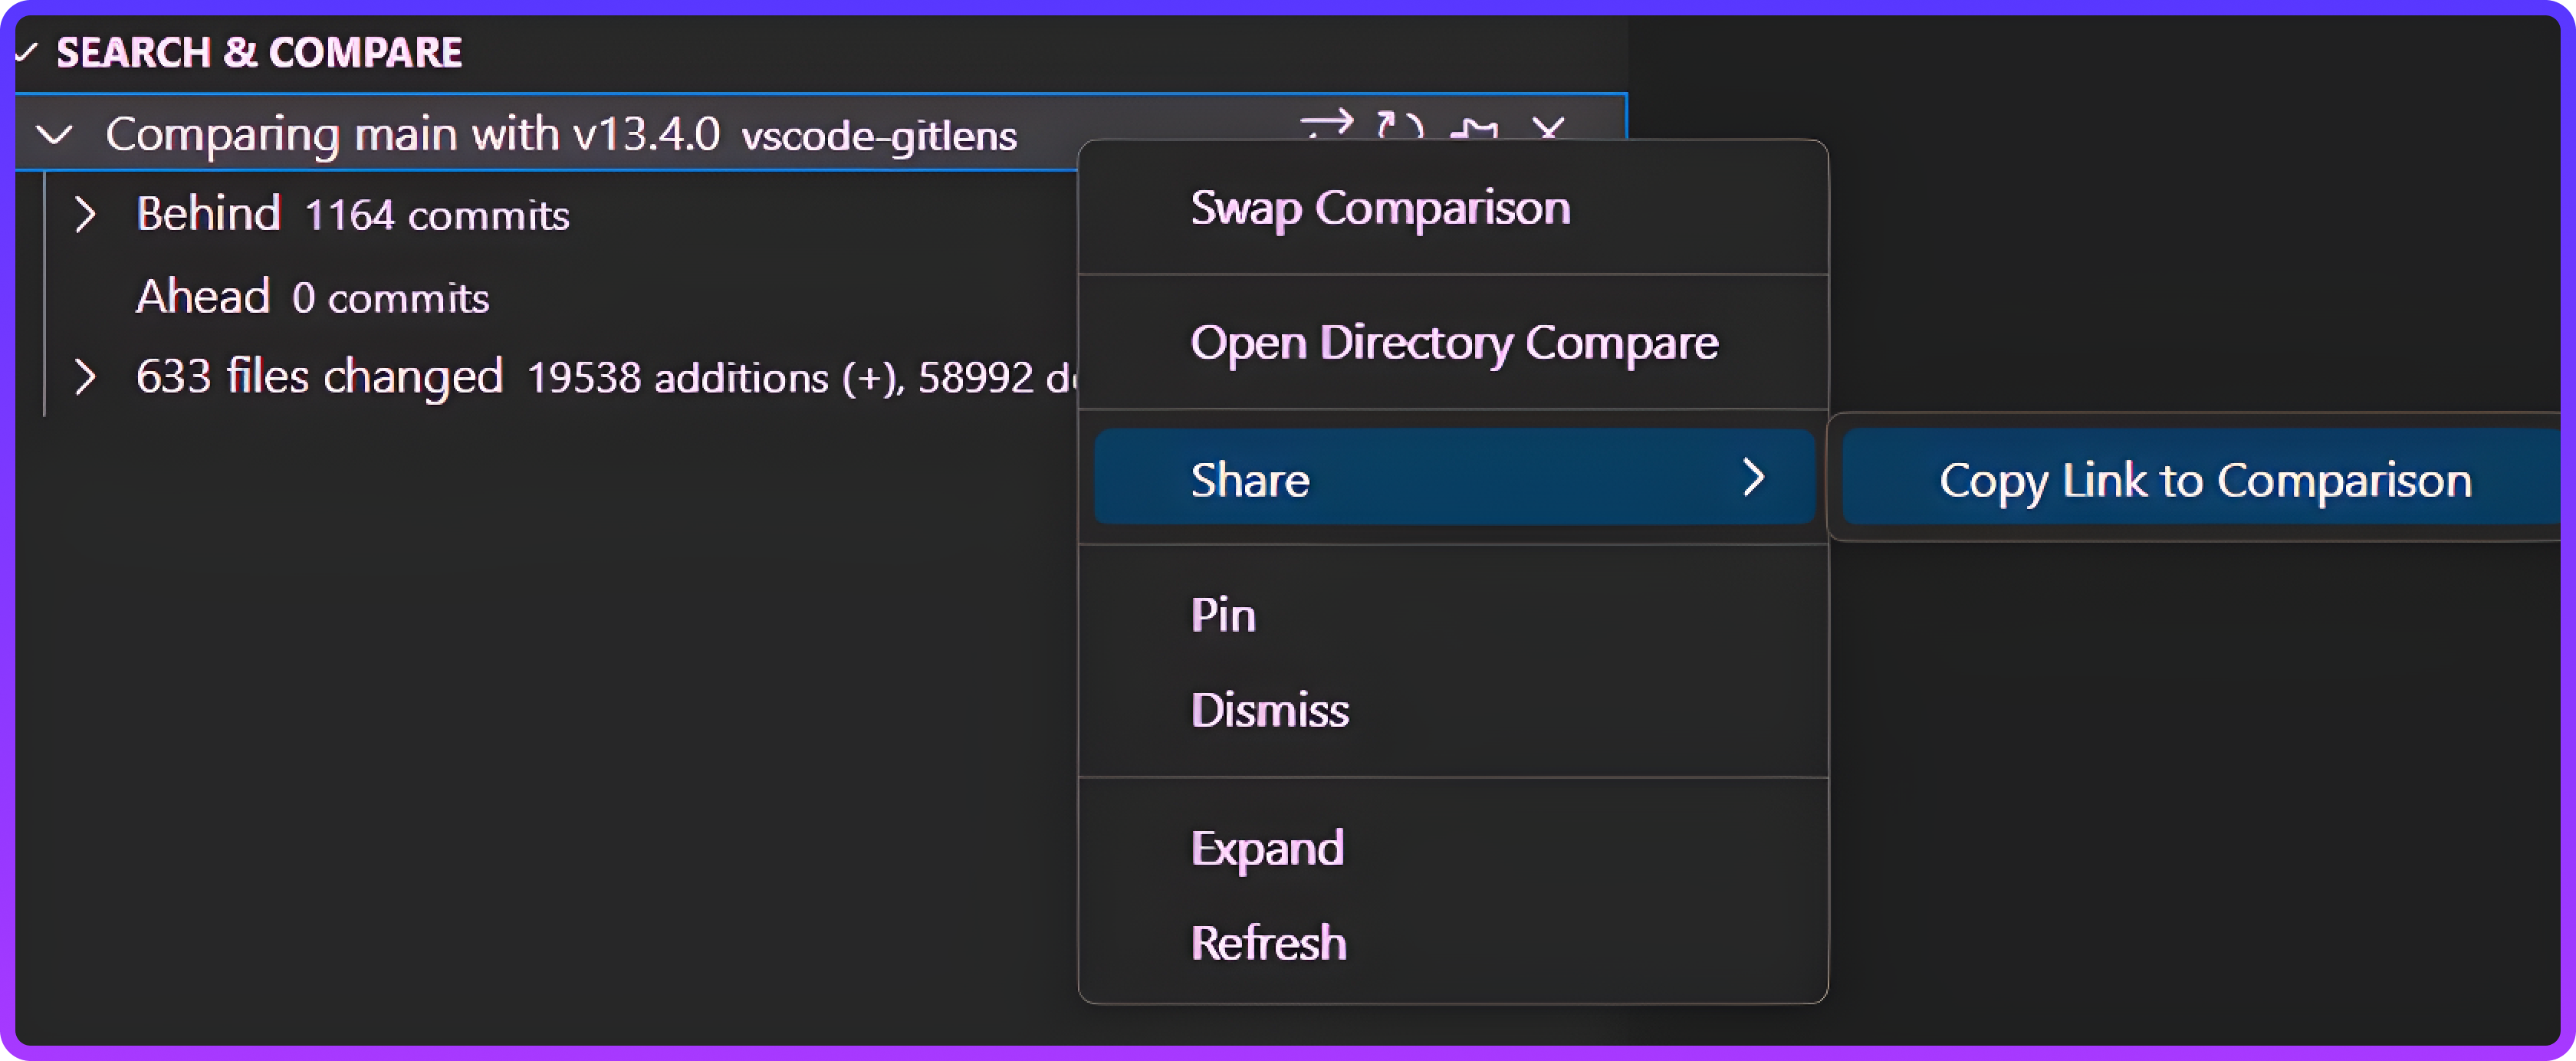 SEARCH & COMPARE
Comparing main with v13.4.0 vscode-gitlens
Behind 1164 commits
Ahead 0 commits
633 files changed 19538 additions (+), 58992
Swap Comparison
Open Directory Compare
Share
Copy Link to Comparison
Pin
Dismiss
Expand
Refresh